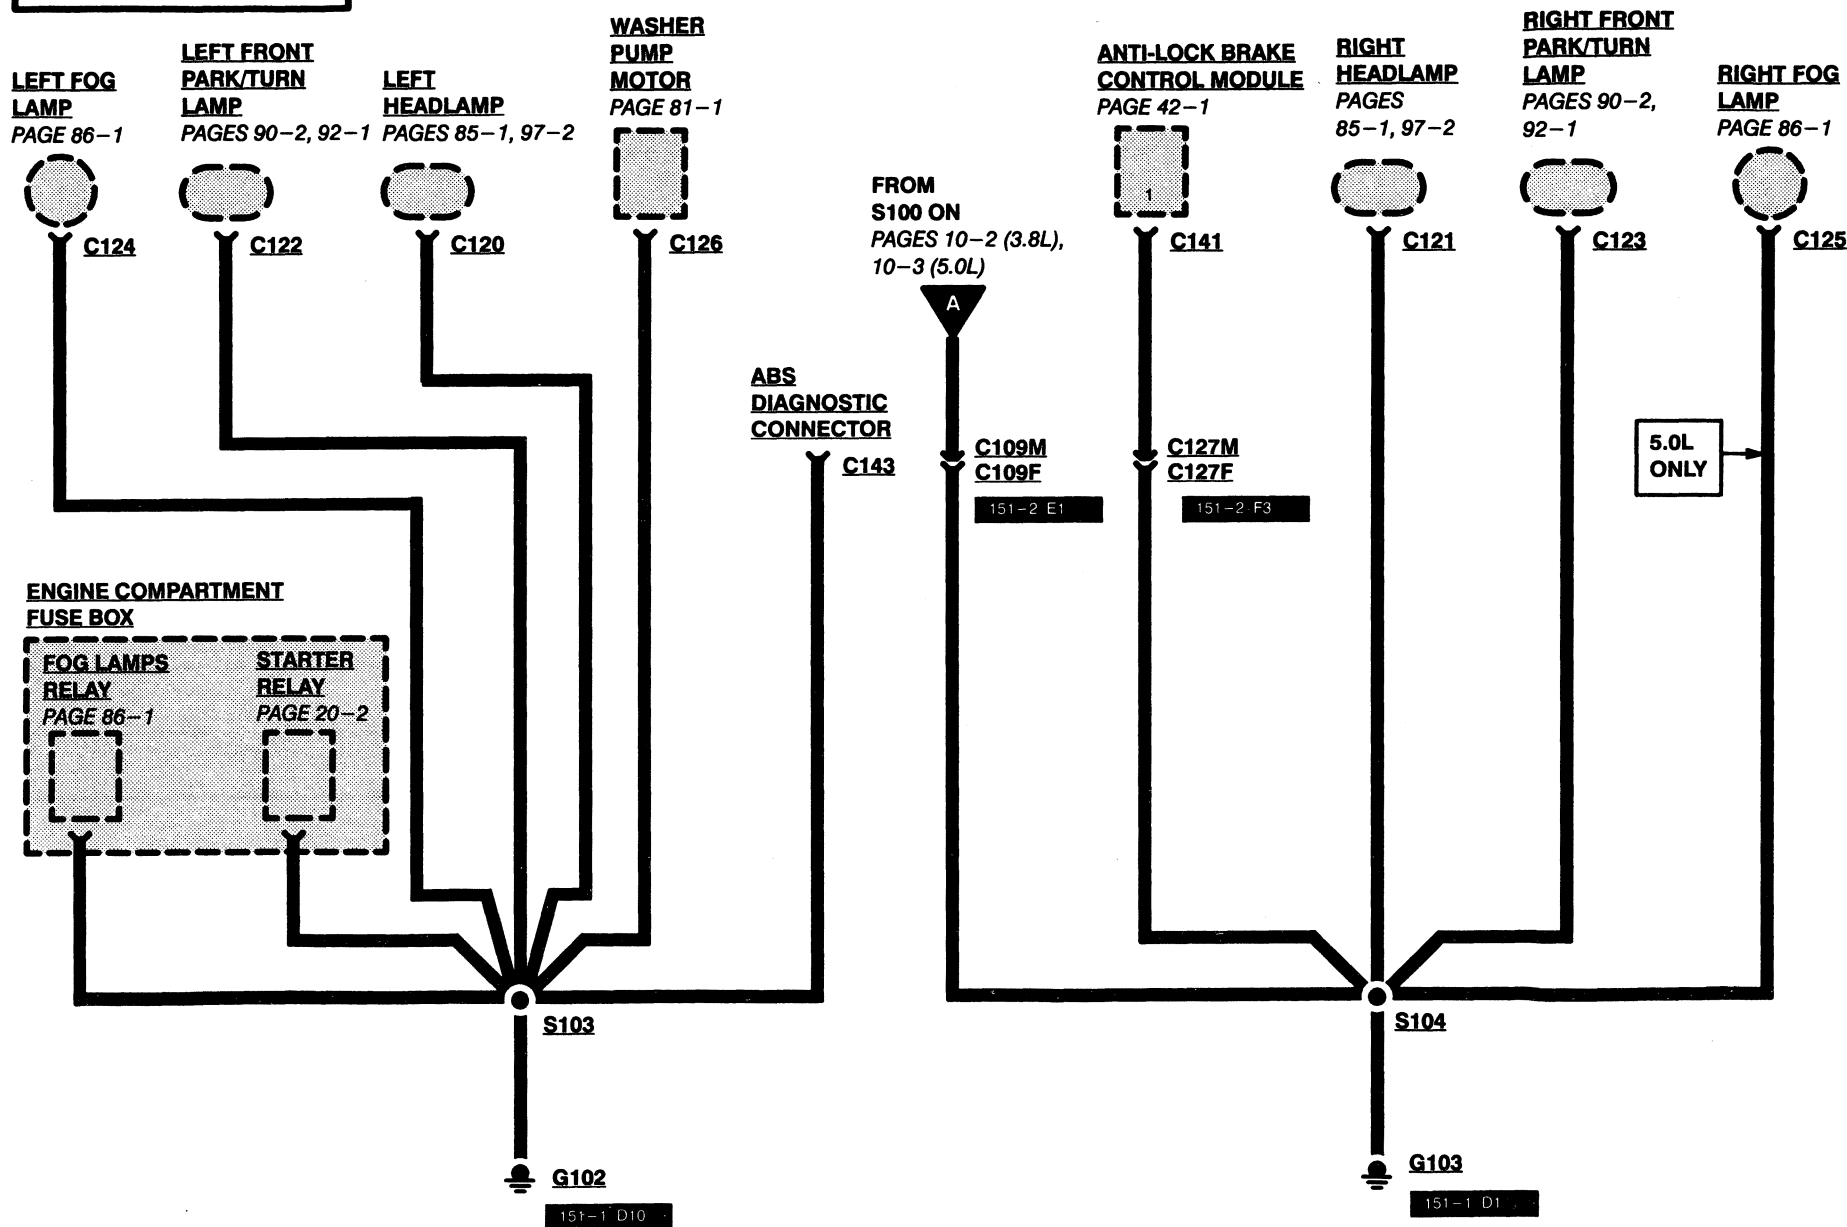 LEFT FOG
LAMP
PAGE 86-1
LEFT FRONT
PARK/TURN
LAMP
PAGES 90-2, 92-1
LEFT
HEADLAMP
PAGES 85-1, 97-2
WASHER
PUMP
MOTOR
PAGE 81-1
ANTI-LOCK BRAKE
CONTROL MODULE
PAGE 42-1
RIGHT
HEADLAMP
PAGES
85-1, 97-2
RIGHT FRONT
PARK/TURN
LAMP
PAGES 90-2,
92-1
RIGHT FOG
LAMP
PAGE 86-1
FROM
S100 ON
PAGES 10-2 (3.8L),
10-3 (5.0L)
A
1
C124
C122
C120
C126
C141
C121
C123
C125
ABS
DIAGNOSTIC
CONNECTOR
C143
C109M
C109F
151-2 E1
C127M
C127F
151-2 F3
5.0L
ONLY
ENGINE COMPARTMENT
FUSE BOX
FOG LAMPS
RELAY
PAGE 86-1
STARTER
RELAY
PAGE 20-2
S103
S104
G102
151-1 D10
G103
151-1 D1